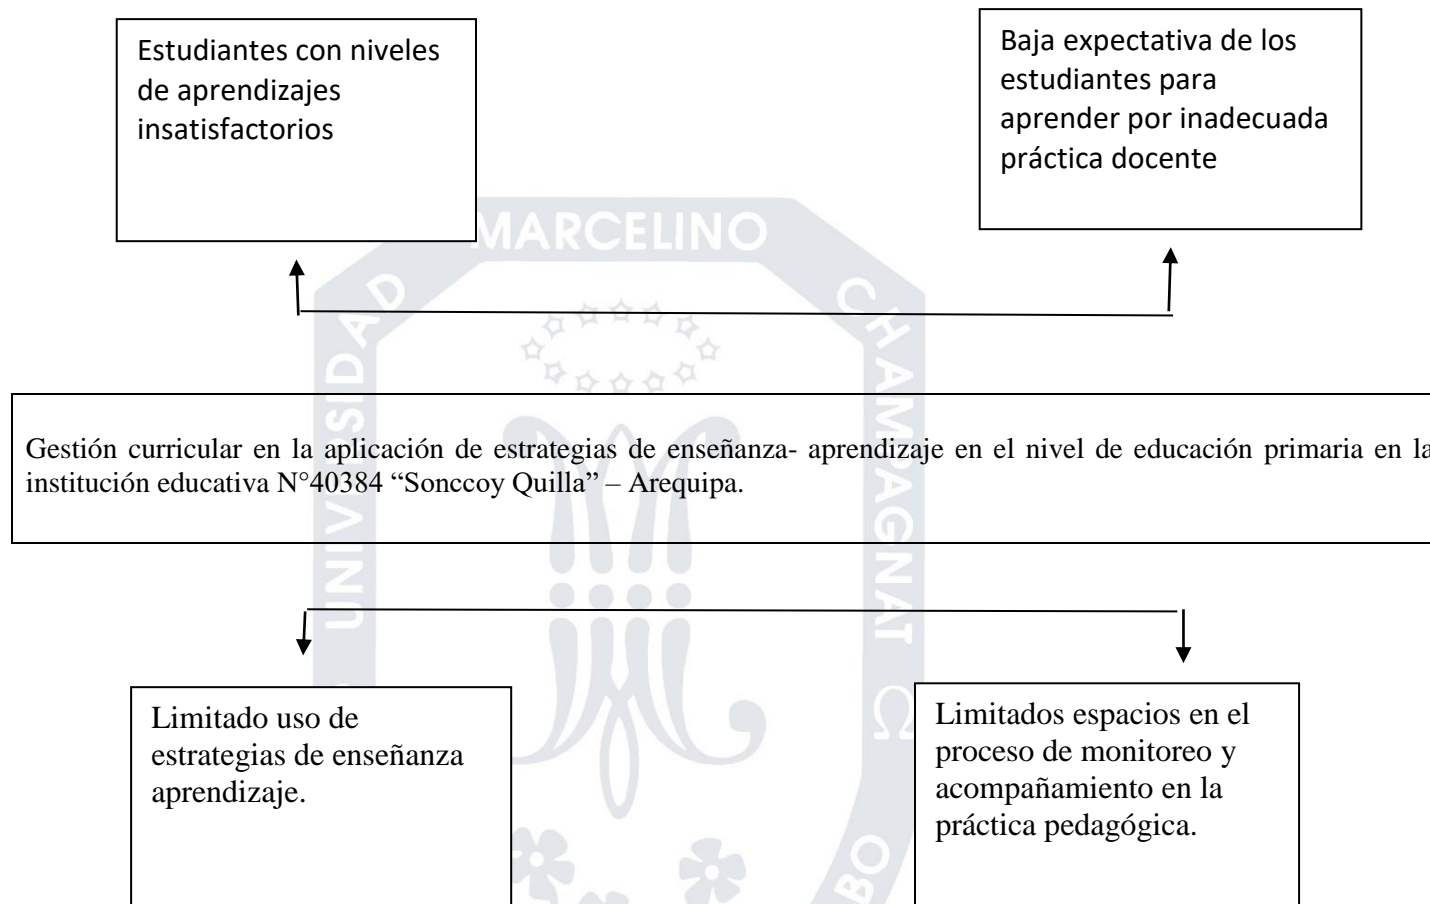 Estudiantes con niveles
de aprendizajes
insatisfactorios
Baja expectativa de los
estudiantes para
aprender por inadecuada
práctica docente
MARCELINO
CHAMPAGNAT
UNIVERSIDAD
Gestión curricular en la aplicación de estrategias de enseñanza- aprendizaje en el nivel de educación primaria en la
institución educativa N°40384 “Sonccoy Quilla” – Arequipa.
Limitado uso de
estrategias de enseñanza
aprendizaje.
Limitados espacios en el
proceso de monitoreo y
acompañamiento en la
práctica pedagógica.
Ω